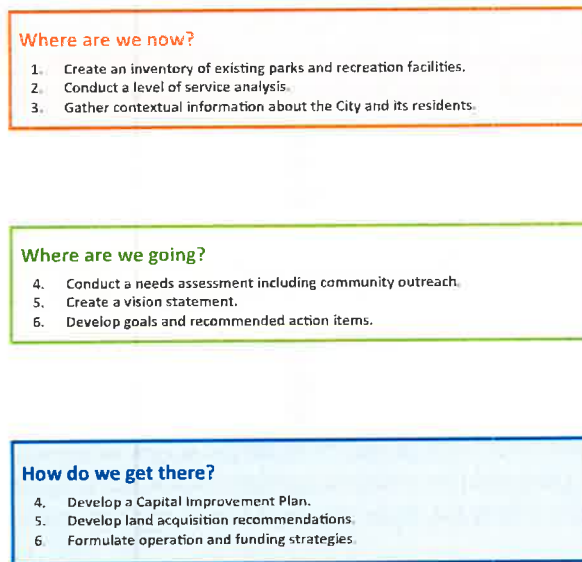 Where are we now?
1. Create an inventory of existing parks and recreation facilities.
2. Conduct a level of service analysis.
3. Gather contextual information about the City and its residents.
Where are we going?
4. Conduct a needs assessment including community outreach.
5. Create a vision statement.
6. Develop goals and recommended action items.
How do we get there?
4. Develop a Capital Improvement Plan.
5. Develop land acquisition recommendations.
6. Formulate operation and funding strategies.